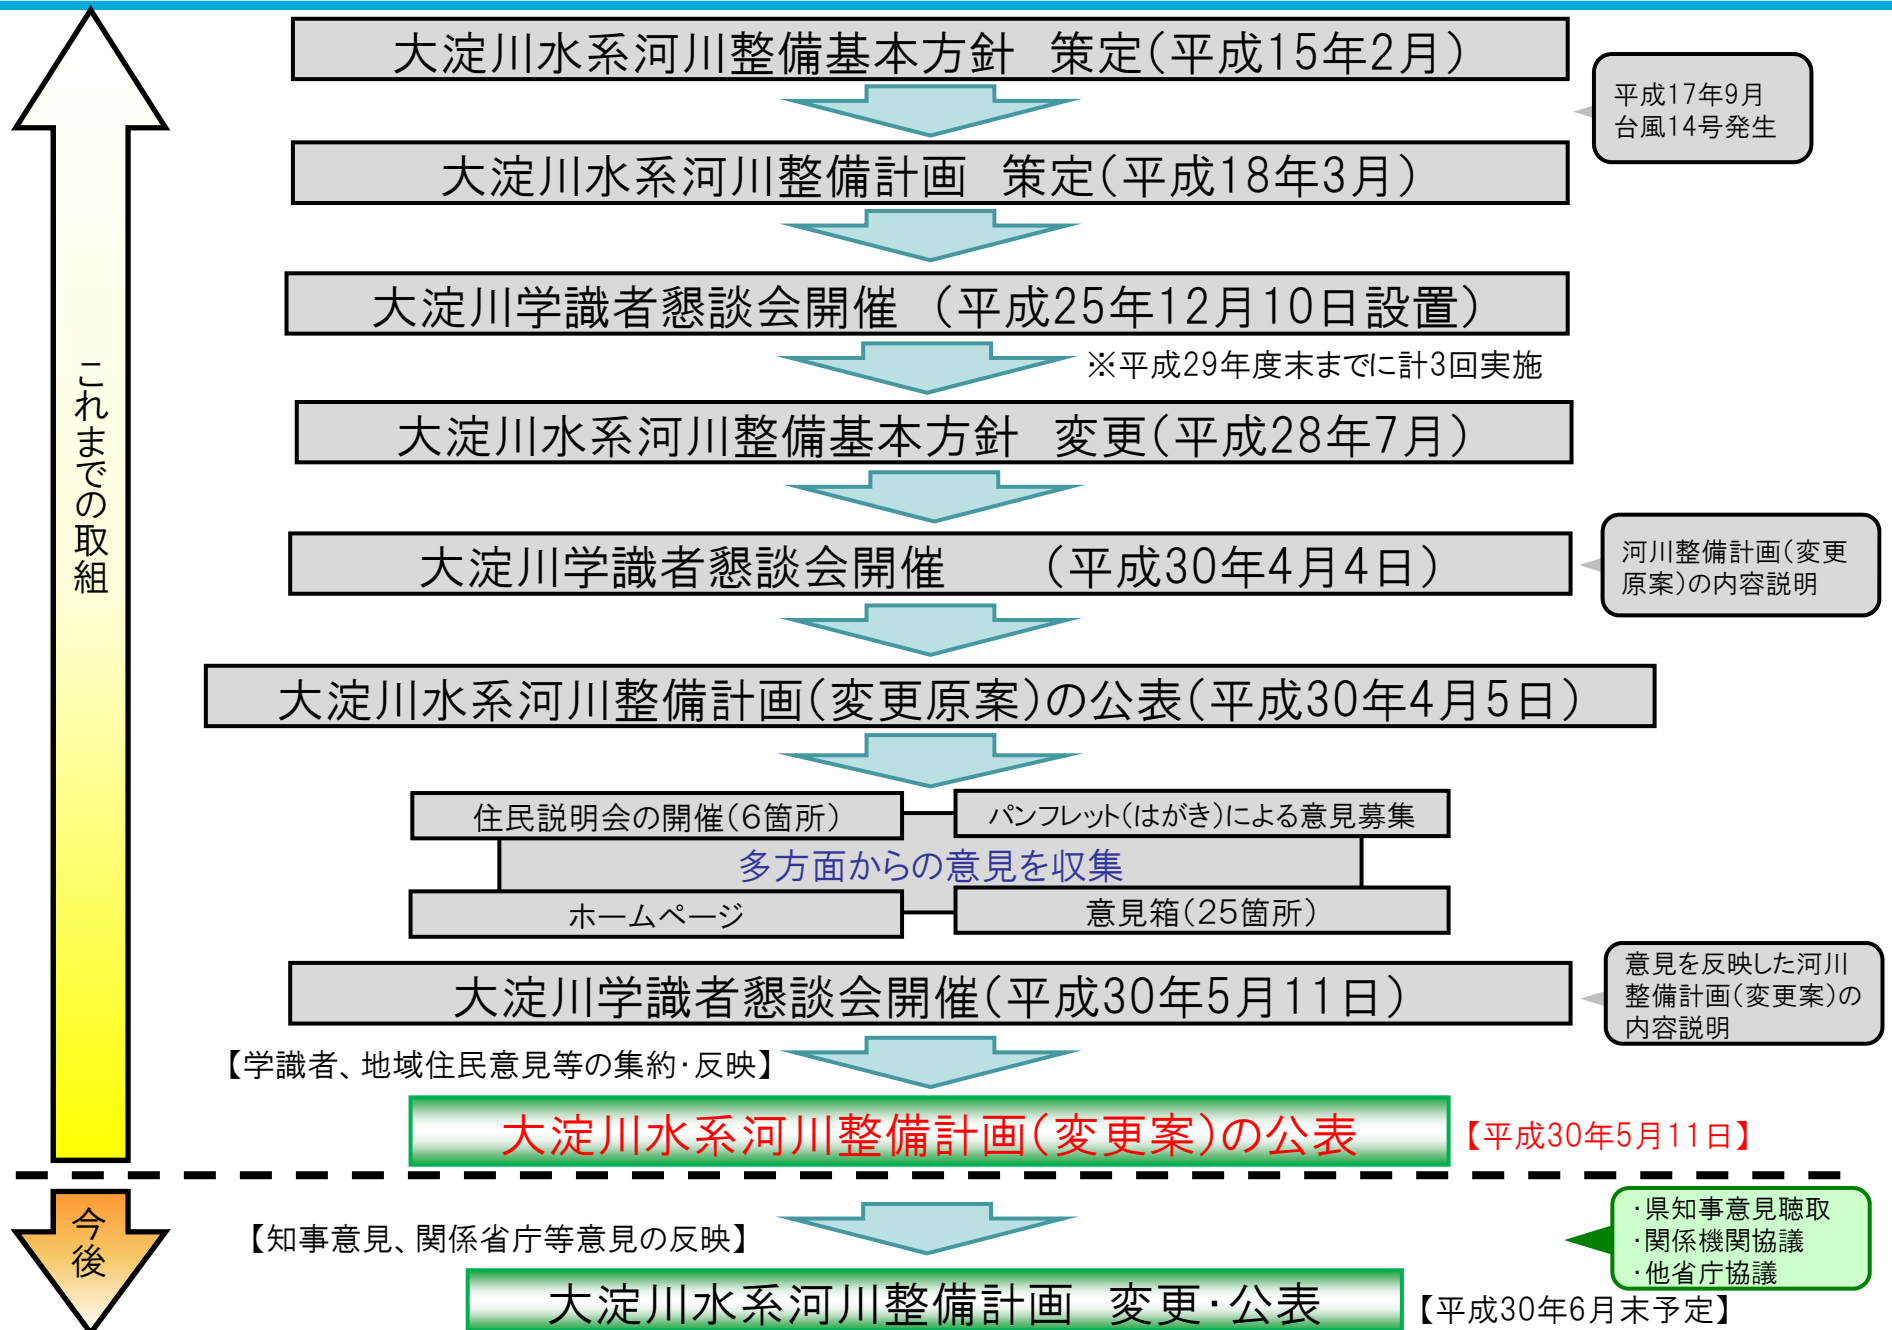 大淀川水系河川整備基本方針　策定(平成15年2月)
平成17年9月
台風14号発生
大淀川水系河川整備計画　策定(平成18年3月)
大淀川学識者懇談会開催　(平成25年12月10日設置)
※平成29年度末までに計3回実施
大淀川水系河川整備基本方針　変更(平成28年7月)
大淀川学識者懇談会開催　　(平成30年4月4日)
河川整備計画(変更
原案)の内容説明
大淀川水系河川整備計画(変更原案)の公表(平成30年4月5日)
住民説明会の開催(6箇所)
パンフレット(はがき)による意見募集
多方面からの意見を収集
ホームページ
意見箱(25箇所)
大淀川学識者懇談会開催(平成30年5月11日)
意見を反映した河川
整備計画(変更案)の
内容説明
【学識者、地域住民意見等の集約・反映】
大淀川水系河川整備計画(変更案)の公表
【平成30年5月11日】
これまでの取組
今後
【知事意見、関係省庁等意見の反映】
・県知事意見聴取
・関係機関協議
・他省庁協議
大淀川水系河川整備計画　変更・公表
【平成30年6月末予定】